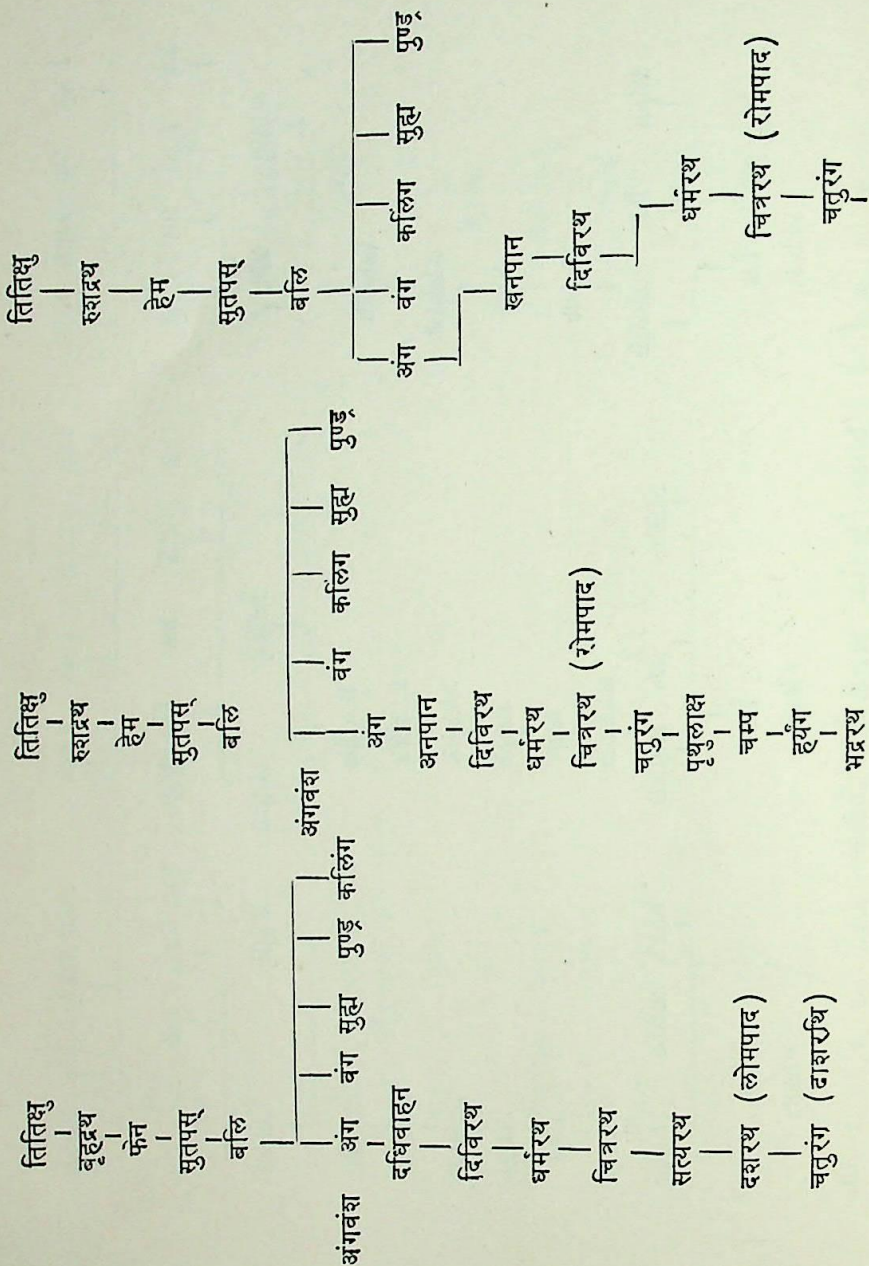 तितिक्षु
बृहद्रथ
फेन
सुतपस्
बलि
अंगवंश
अंग वंग सुह्म पुण्ड्र कलिंग
दधिवाहन
दिविरथ
धर्मरथ
चित्ररथ
सत्यरथ
दशरथ (लोमपाद)
चतुरंग (दाशरथि)
तितिक्षु
रुशद्रथ
हेम
सुतपस्
बलि
अंगवंश
वंग कलिंग सुह्म पुण्ड्र
अंग
अनपान
दिविरथ
धर्मरथ
चित्ररथ (रोमपाद)
चतुरंग
पृथुलाक्ष
चम्प
हर्यंग
भद्ररथ
तितिक्षु
रुशद्रथ
हेम
सुतपस्
बलि
अंग वंग कलिंग सुह्म पुण्ड्र
खनपान
दिविरथ
धर्मरथ
चित्ररथ (रोमपाद)
चतुरंग